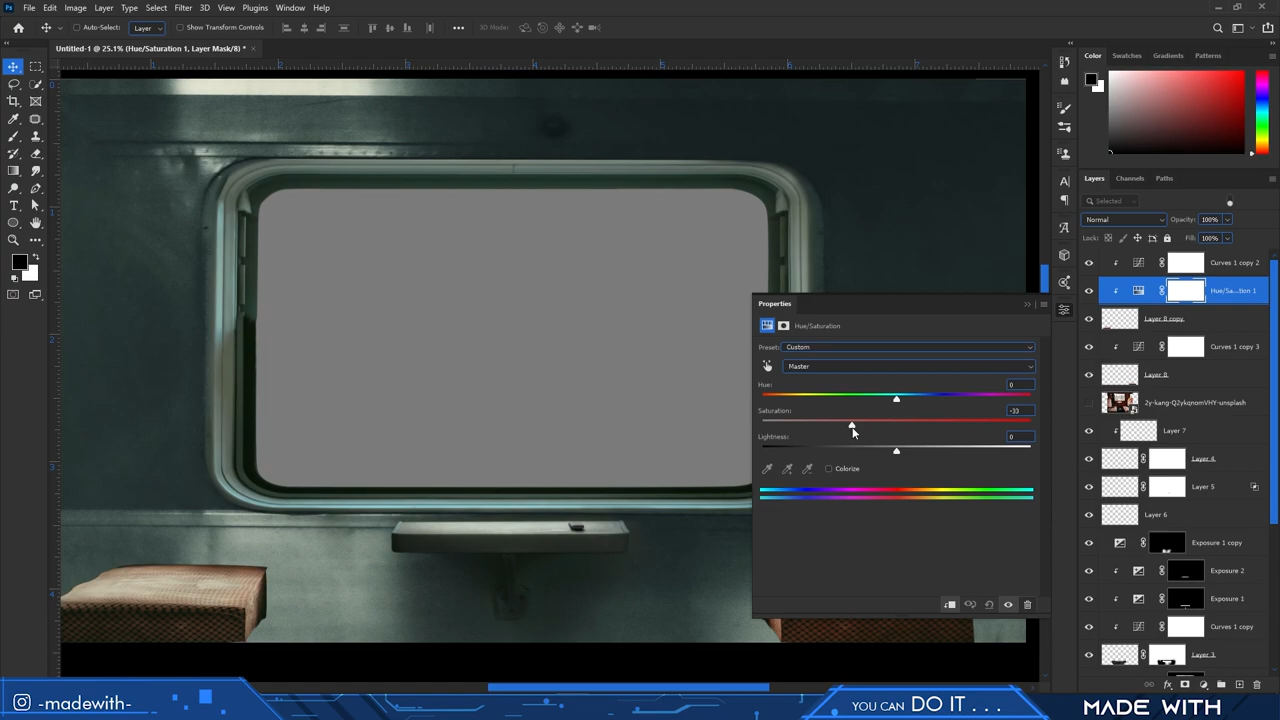 Ps File Edit Image Layer Type Select Filter 3D View Plugins Window Help
Auto-Select: Layer Show Transform Controls 3D Mode:
Untitled-1 @ 25.1% (Hue/Saturation 1, Layer Mask/8) *
Color Swatches Gradients Patterns
Layers Channels Paths
Selected
Normal Opacity: 100%
Lock: Fill: 100%
Curves 1 copy 2
Hue/Sa...tion 1
Layer 8 copy
Curves 1 copy 3
Layer 8
2y-kang-Q2ykqnomVHY-unsplash
Layer 7
Layer 4
Layer 5
Layer 6
Exposure 1 copy
Exposure 2
Exposure 1
Curves 1 copy
Layer 3
Properties
Hue/Saturation
Preset: Custom
Master
Hue: 0
Saturation: -33
Lightness: 0
Colorize
-madewith-
YOU CAN DO IT . . .
MADE WITH